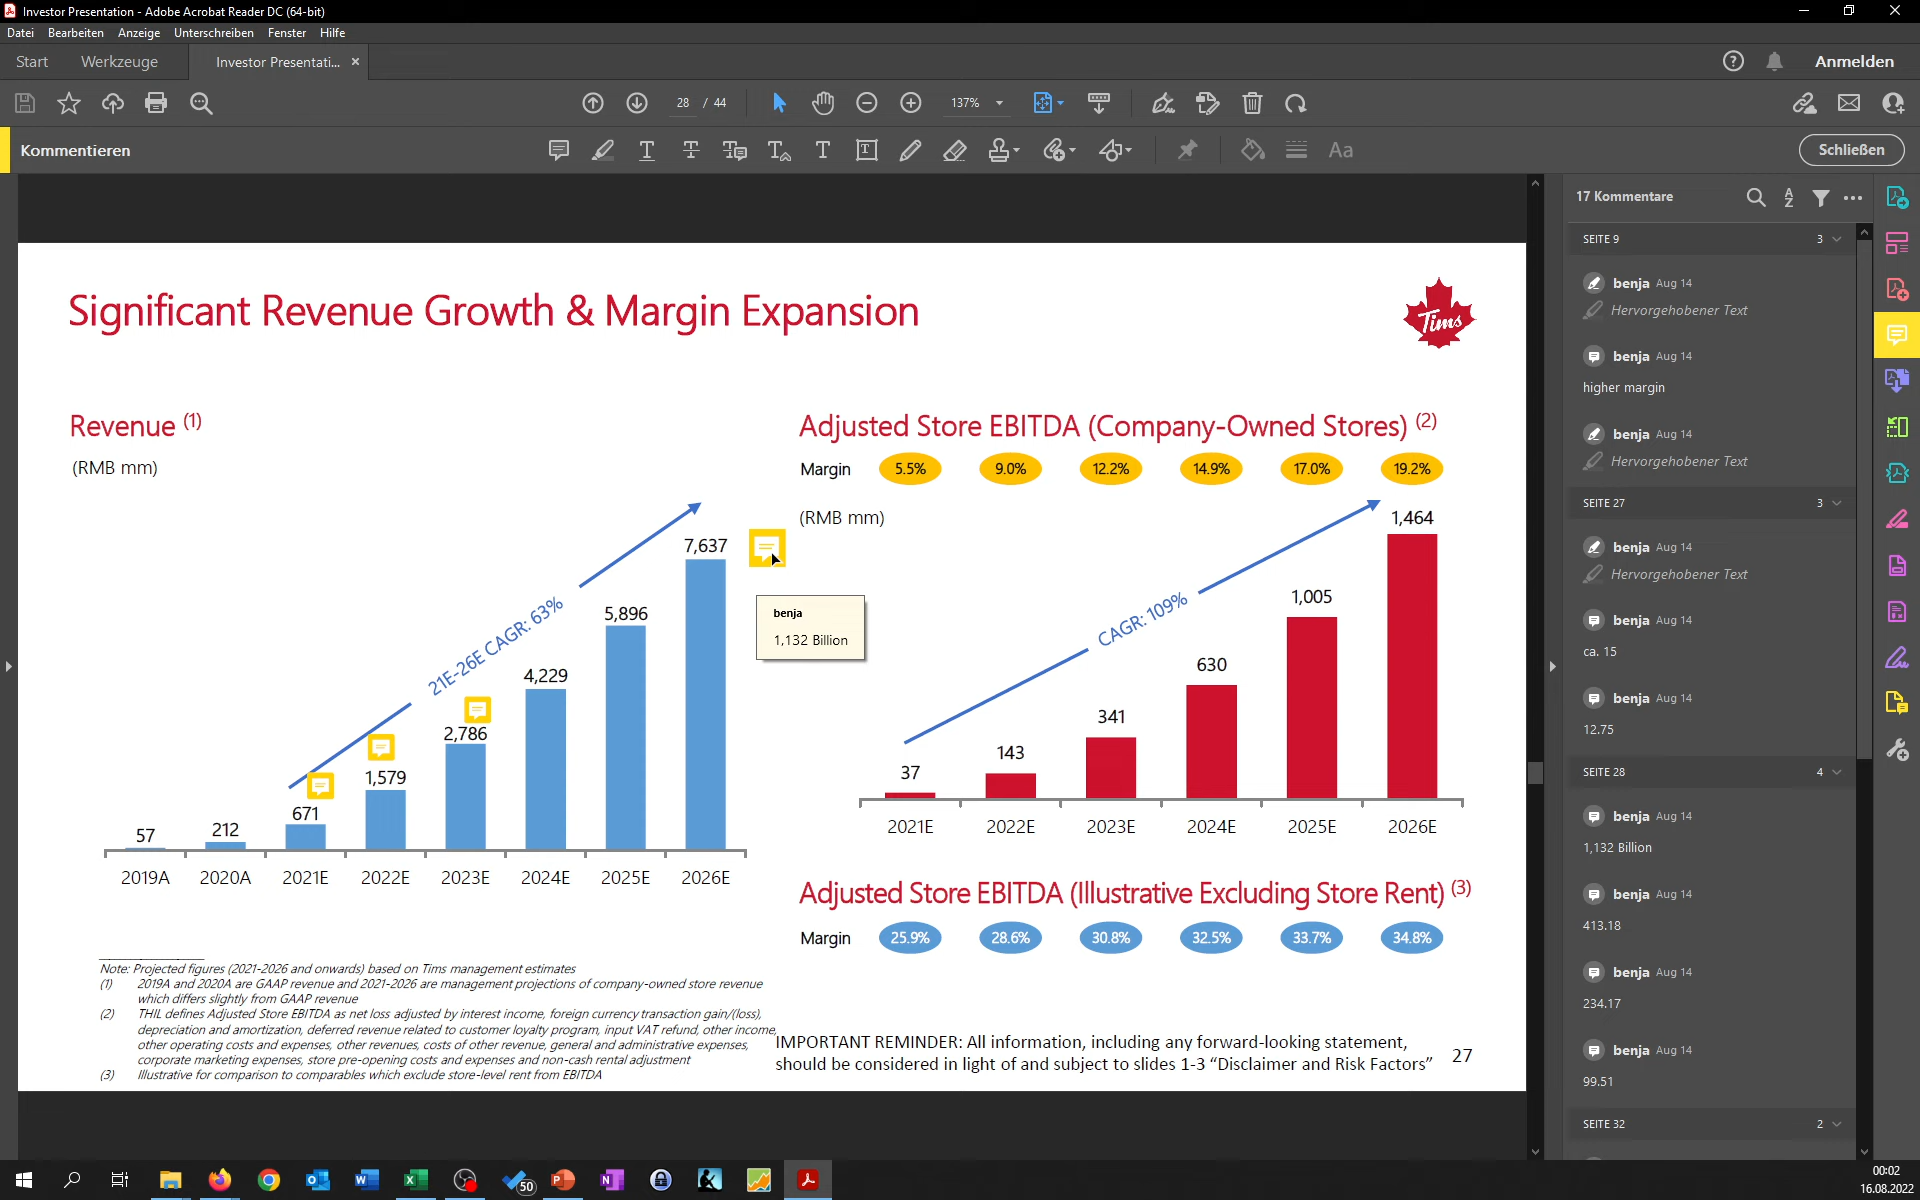 Investor Presentation - Adobe Acrobat Reader DC (64-bit)
Datei Bearbeiten Anzeige Unterschreiben Fenster Hilfe
Start Werkzeuge Investor Presentati... ×
Anmelden
28 / 44
137%
Kommentieren
Schließen
Significant Revenue Growth & Margin Expansion
Tims
Revenue (1)
(RMB mm)
21E-26E CAGR: 63%
57
212
671
1,579
2,786
4,229
5,896
7,637
2019A 2020A 2021E 2022E 2023E 2024E 2025E 2026E
benja
1,132 Billion
Adjusted Store EBITDA (Company-Owned Stores) (2)
Margin 5.5% 9.0% 12.2% 14.9% 17.0% 19.2%
(RMB mm)
CAGR: 109%
37
143
341
630
1,005
1,464
2021E 2022E 2023E 2024E 2025E 2026E
Adjusted Store EBITDA (Illustrative Excluding Store Rent) (3)
Margin 25.9% 28.6% 30.8% 32.5% 33.7% 34.8%
Note: Projected figures (2021-2026 and onwards) based on Tims management estimates
(1) 2019A and 2020A are GAAP revenue and 2021-2026 are management projections of company-owned store revenue
which differs slightly from GAAP revenue
(2) THIL defines Adjusted Store EBITDA as net loss adjusted by interest income, foreign currency transaction gain/(loss),
depreciation and amortization, deferred revenue related to customer loyalty program, input VAT refund, other income,
other operating costs and expenses, other revenues, costs of other revenue, general and administrative expenses,
corporate marketing expenses, store pre-opening costs and expenses and non-cash rental adjustment
(3) Illustrative for comparison to comparables which exclude store-level rent from EBITDA
IMPORTANT REMINDER: All information, including any forward-looking statement,
should be considered in light of and subject to slides 1-3 “Disclaimer and Risk Factors”
27
17 Kommentare
SEITE 9 3
benja Aug 14
Hervorgehobener Text
benja Aug 14
higher margin
benja Aug 14
Hervorgehobener Text
SEITE 27 3
benja Aug 14
Hervorgehobener Text
benja Aug 14
ca. 15
benja Aug 14
12.75
SEITE 28 4
benja Aug 14
1,132 Billion
benja Aug 14
413.18
benja Aug 14
234.17
benja Aug 14
99.51
SEITE 32 2
50
00:02
16.08.2022